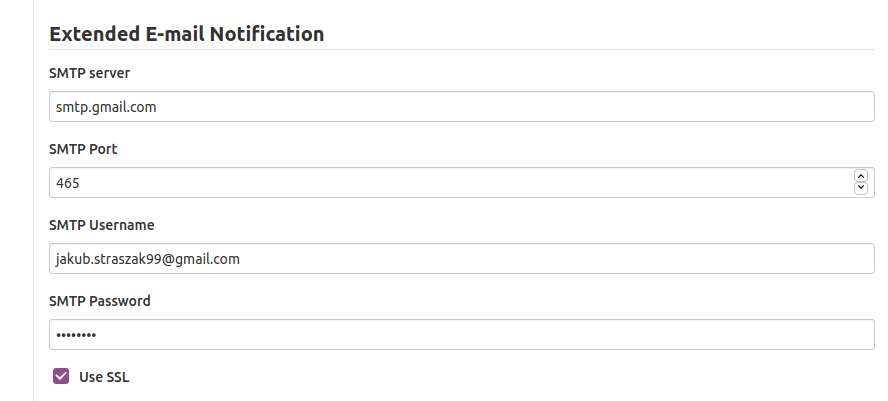 Extended E-mail Notification
SMTP server
smtp.gmail.com
SMTP Port
465
SMTP Username
jakub.straszak99@gmail.com
SMTP Password
••••••••
Use SSL